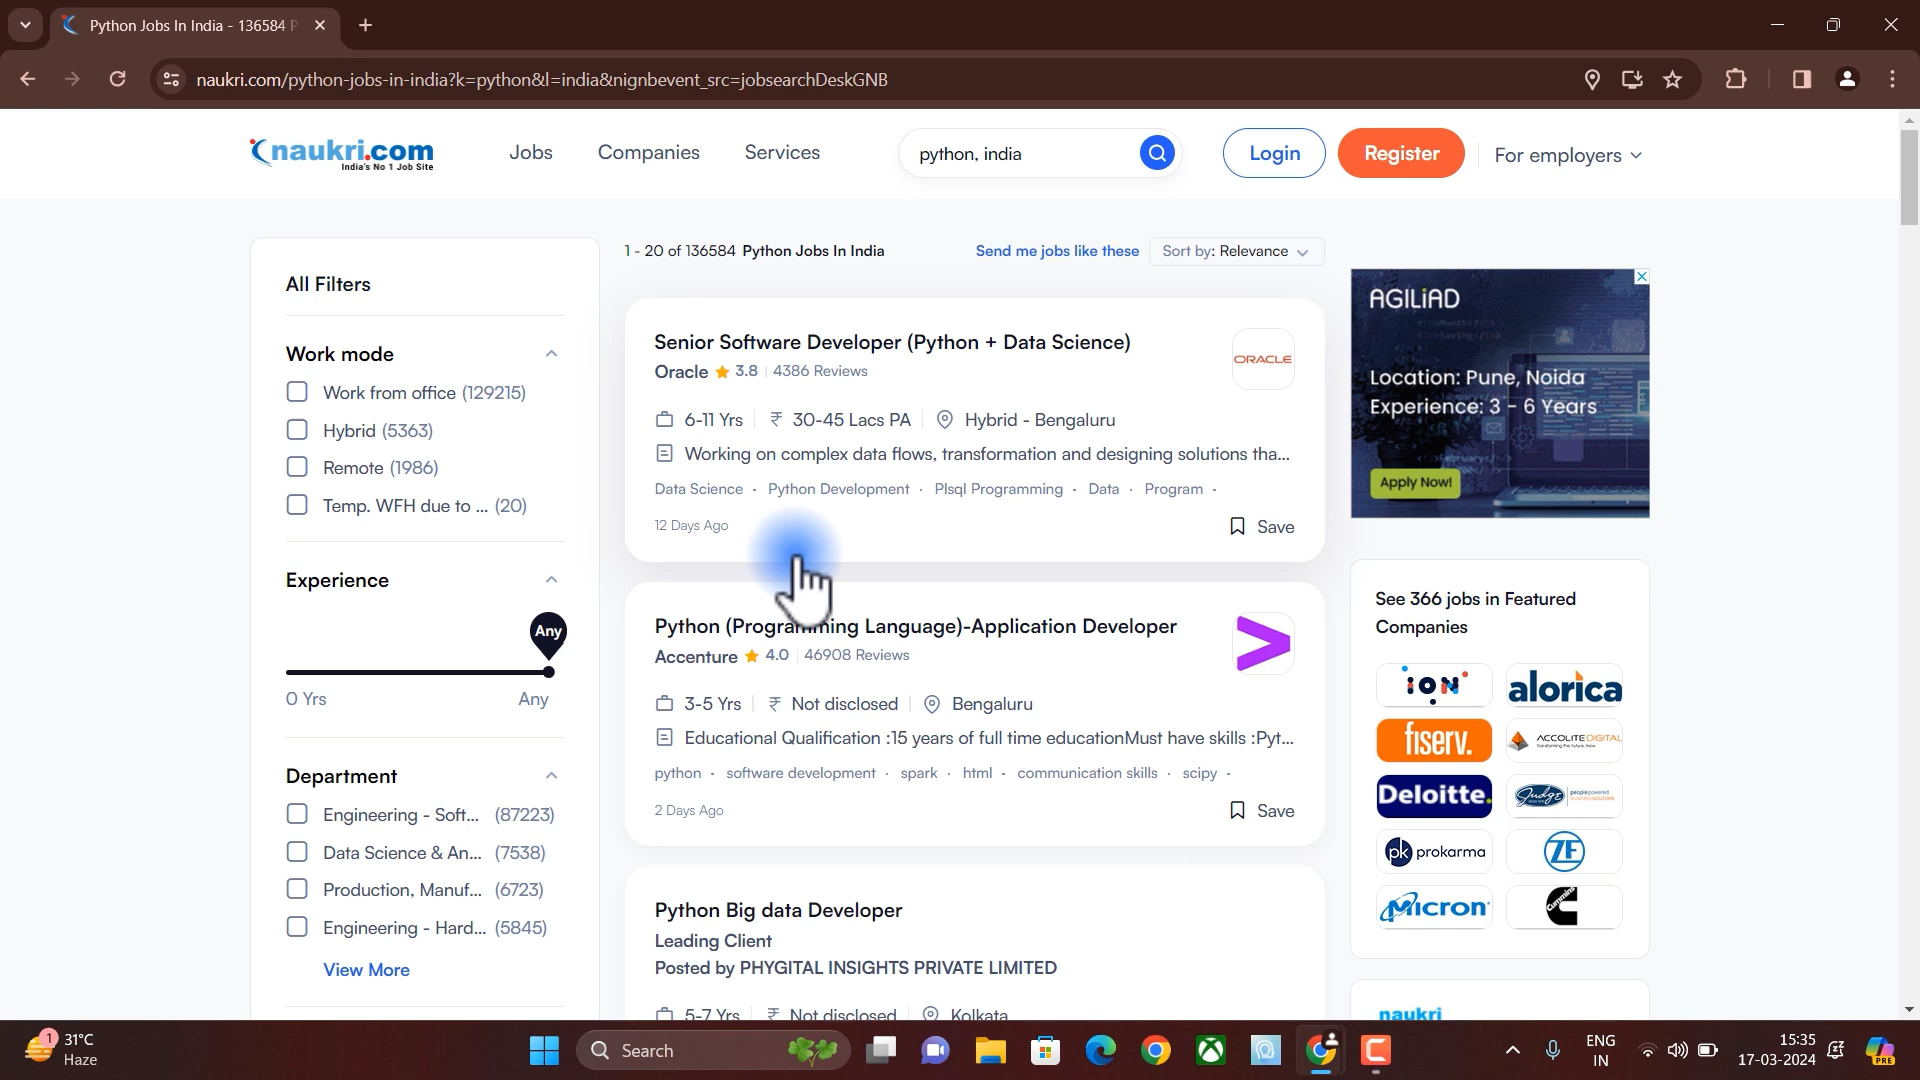 Python Jobs In India - 136584 P
naukri.com/python-jobs-in-india?k=python&l=india&nignbevent_src=jobsearchDeskGNB
naukri.com
India's No 1 Job Site
Jobs
Companies
Services
python, india
Login
Register
For employers
All Filters
Work mode
Work from office (129215)
Hybrid (5363)
Remote (1986)
Temp. WFH due to ... (20)
Experience
Any
0 Yrs
Any
Department
Engineering - Soft... (87223)
Data Science & An... (7538)
Production, Manuf... (6723)
Engineering - Hard... (5845)
View More
1 - 20 of 136584 Python Jobs In India
Send me jobs like these
Sort by: Relevance
Senior Software Developer (Python + Data Science)
Oracle 3.8 | 4386 Reviews
ORACLE
6-11 Yrs
₹ 30-45 Lacs PA
Hybrid - Bengaluru
Working on complex data flows, transformation and designing solutions tha...
Data Science · Python Development · Plsql Programming · Data · Program ·
12 Days Ago
Save
Python (Programming Language)-Application Developer
Accenture 4.0 | 46908 Reviews
3-5 Yrs
₹ Not disclosed
Bengaluru
Educational Qualification :15 years of full time educationMust have skills :Pyt...
python · software development · spark · html · communication skills · scipy ·
2 Days Ago
Save
Python Big data Developer
Leading Client
Posted by PHYGITAL INSIGHTS PRIVATE LIMITED
5-7 Yrs
₹ Not disclosed
Kolkata
AGILIAD
Location: Pune, Noida
Experience: 3 - 6 Years
Apply Now!
See 366 jobs in Featured
Companies
ION
alorica
fiserv.
ACCOLITE DIGITAL
Deloitte.
Judge
pk prokarma
ZF
Micron
Cummins
naukri
1
31°C
Haze
Search
ENG
IN
15:35
17-03-2024
PRE